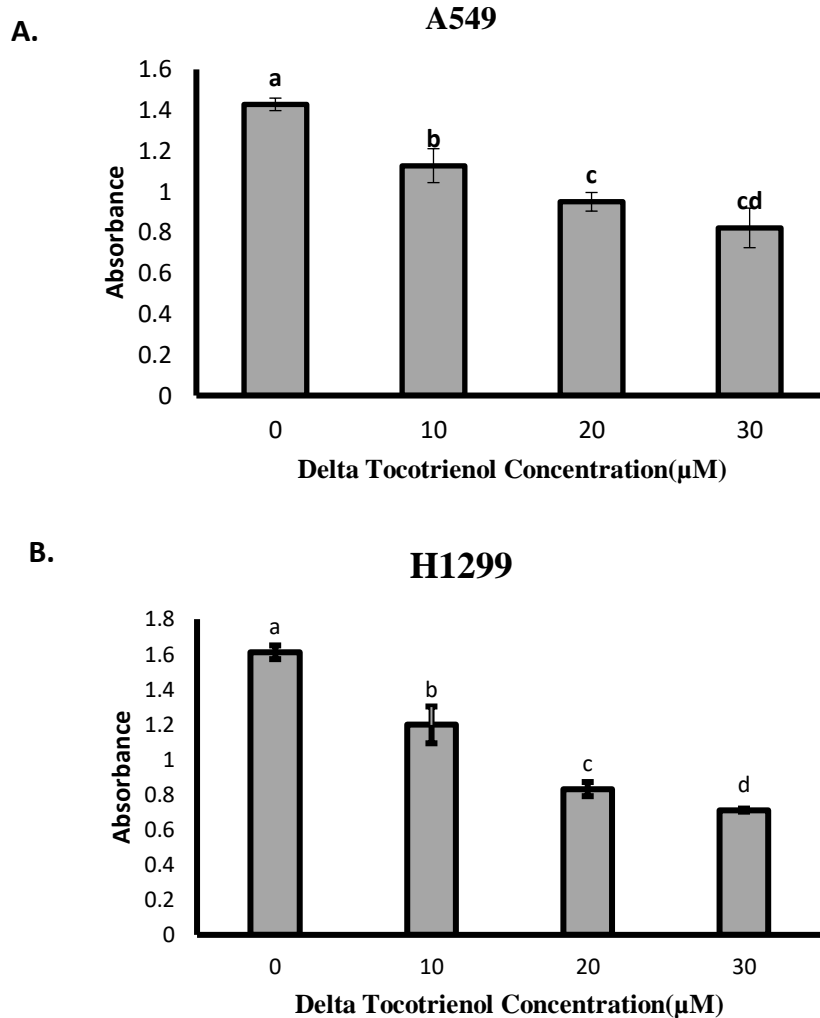 A.
A549
1.6
1.4
1.2
1
0.8
0.6
0.4
0.2
0
Absorbance
a
b
c
cd
0 10 20 30
Delta Tocotrienol Concentration(µM)
B.
H1299
1.8
1.6
1.4
1.2
1
0.8
0.6
0.4
0.2
0
Absorbance
a
b
c
d
0 10 20 30
Delta Tocotrienol Concentration(µM)